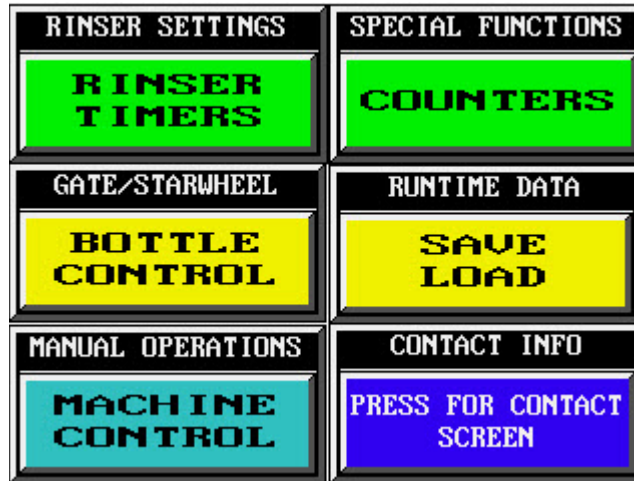 RINSER SETTINGS
RINSER
TIMERS
SPECIAL FUNCTIONS
COUNTERS
GATE/STARWHEEL
BOTTLE
CONTROL
RUNTIME DATA
SAVE
LOAD
MANUAL OPERATIONS
MACHINE
CONTROL
CONTACT INFO
PRESS FOR CONTACT
SCREEN